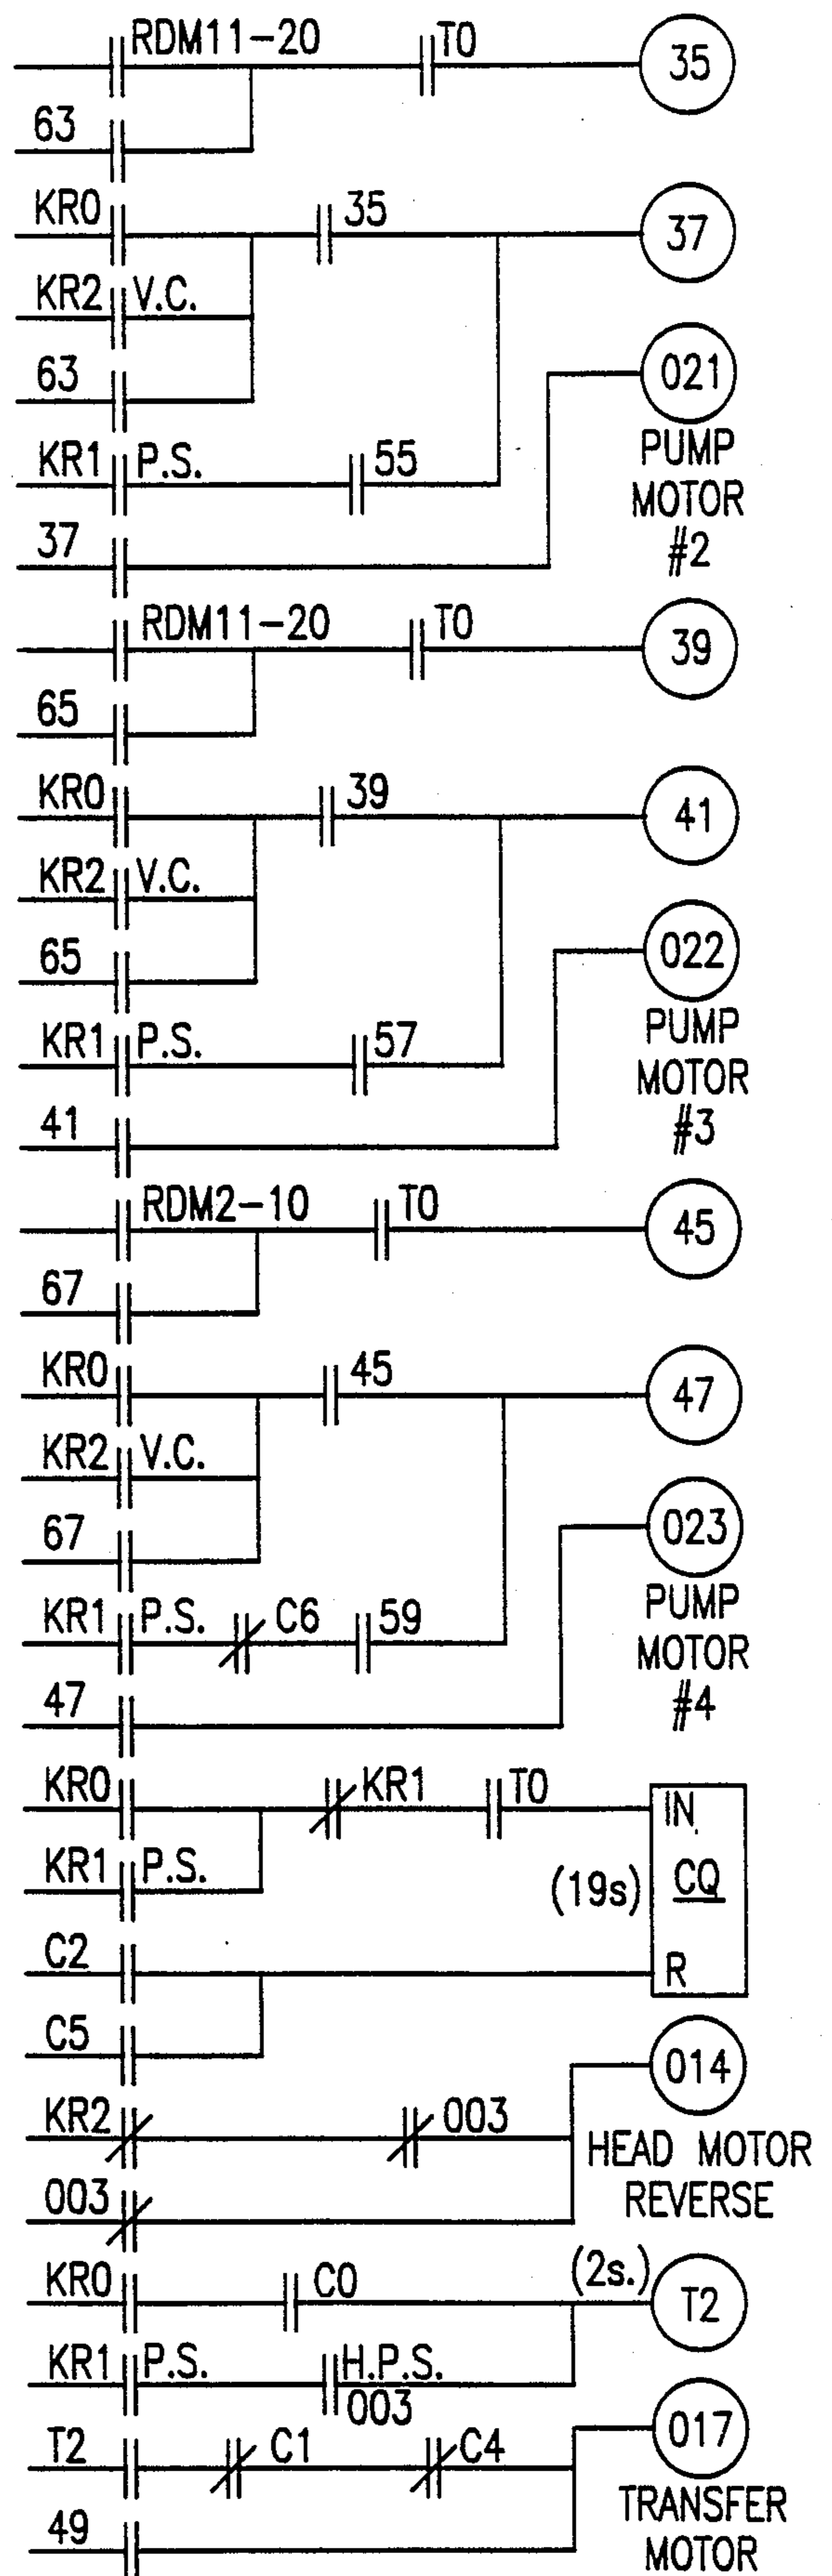 RDM11-20 T0 35
63
KR0 35 37
KR2 V.C.
63 021
KR1 P.S. 55 PUMP
MOTOR
37 #2
RDM11-20 T0 39
65
KR0 39 41
KR2 V.C.
65 022
KR1 P.S. 57 PUMP
MOTOR
41 #3
RDM2-10 T0 45
67
KR0 45 47
KR2 V.C.
67 023
KR1 P.S. C6 59 PUMP
MOTOR
47 #4
KR0 KR1 T0 IN
KR1 P.S. (19s) CQ
C2 R
C5 014
KR2 003 HEAD MOTOR
003 REVERSE
KR0 C0 (2s.) T2
KR1 P.S. H.P.S.
003
T2 C1 C4 017
TRANSFER
49 MOTOR